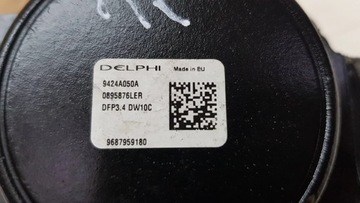 DELPHI Made in EU
9424A050A
0895876LER
DFP3.4 DW10C
9687959180